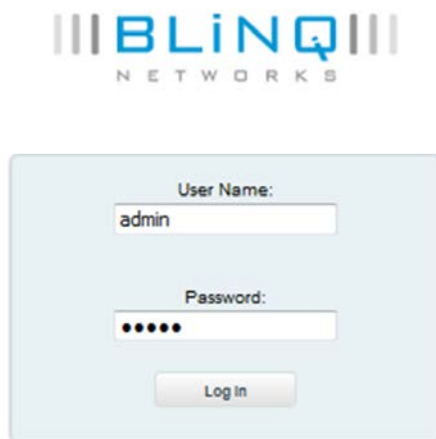 BLiNQ
NETWORKS
User Name:
admin
Password:
•••••
Log In